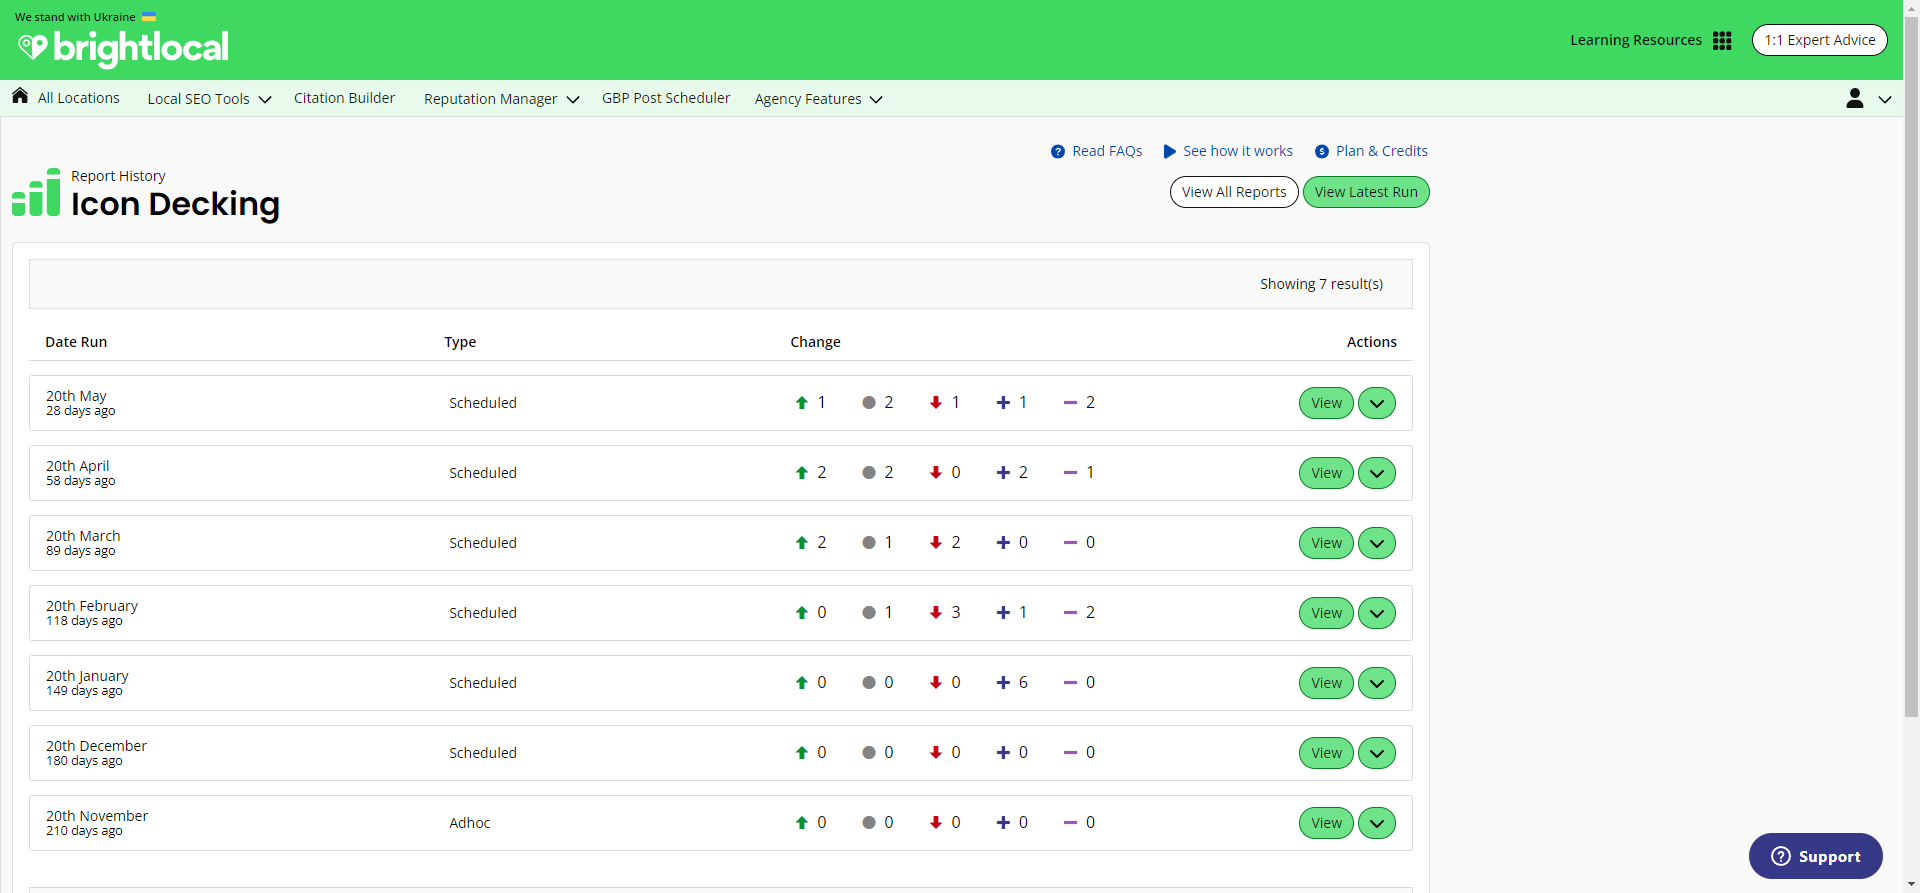 We stand with Ukraine
brightlocal
Learning Resources
1:1 Expert Advice
All Locations
Local SEO Tools
Citation Builder
Reputation Manager
GBP Post Scheduler
Agency Features
Read FAQs
See how it works
Plan & Credits
Report History
Icon Decking
View All Reports
View Latest Run
Showing 7 result(s)
Date Run Type Change Actions
20th May
28 days ago
Scheduled 1 2 1 1 2 View
20th April
58 days ago
Scheduled 2 2 0 2 1 View
20th March
89 days ago
Scheduled 2 1 2 0 0 View
20th February
118 days ago
Scheduled 0 1 3 1 2 View
20th January
149 days ago
Scheduled 0 0 0 6 0 View
20th December
180 days ago
Scheduled 0 0 0 0 0 View
20th November
210 days ago
Adhoc 0 0 0 0 0 View
Support